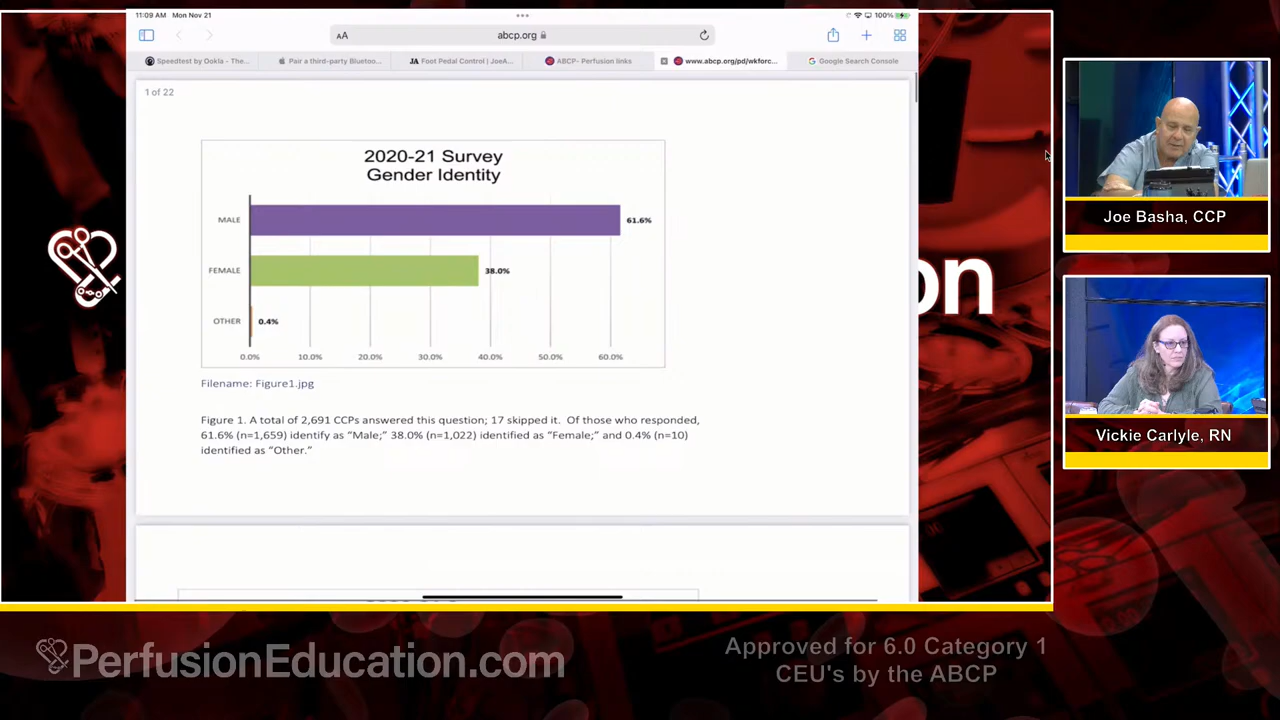 11:09 AM Mon Nov 21
100%
AA
abcp.org
Speedtest by Ookla - The...
Pair a third-party Bluetoo...
Foot Pedal Control | JoeA...
ABCP- Perfusion links
www.abcp.org/pd/wkforc...
Google Search Console
1 of 22
2020-21 Survey
Gender Identity
MALE
61.6%
FEMALE
38.0%
OTHER
0.4%
0.0% 10.0% 20.0% 30.0% 40.0% 50.0% 60.0%
Filename: Figure1.jpg
Figure 1. A total of 2,691 CCPs answered this question; 17 skipped it. Of those who responded,
61.6% (n=1,659) identify as “Male;” 38.0% (n=1,022) identified as “Female;” and 0.4% (n=10)
identified as “Other.”
on
Joe Basha, CCP
Vickie Carlyle, RN
PerfusionEducation.com
Approved for 6.0 Category 1
CEU's by the ABCP